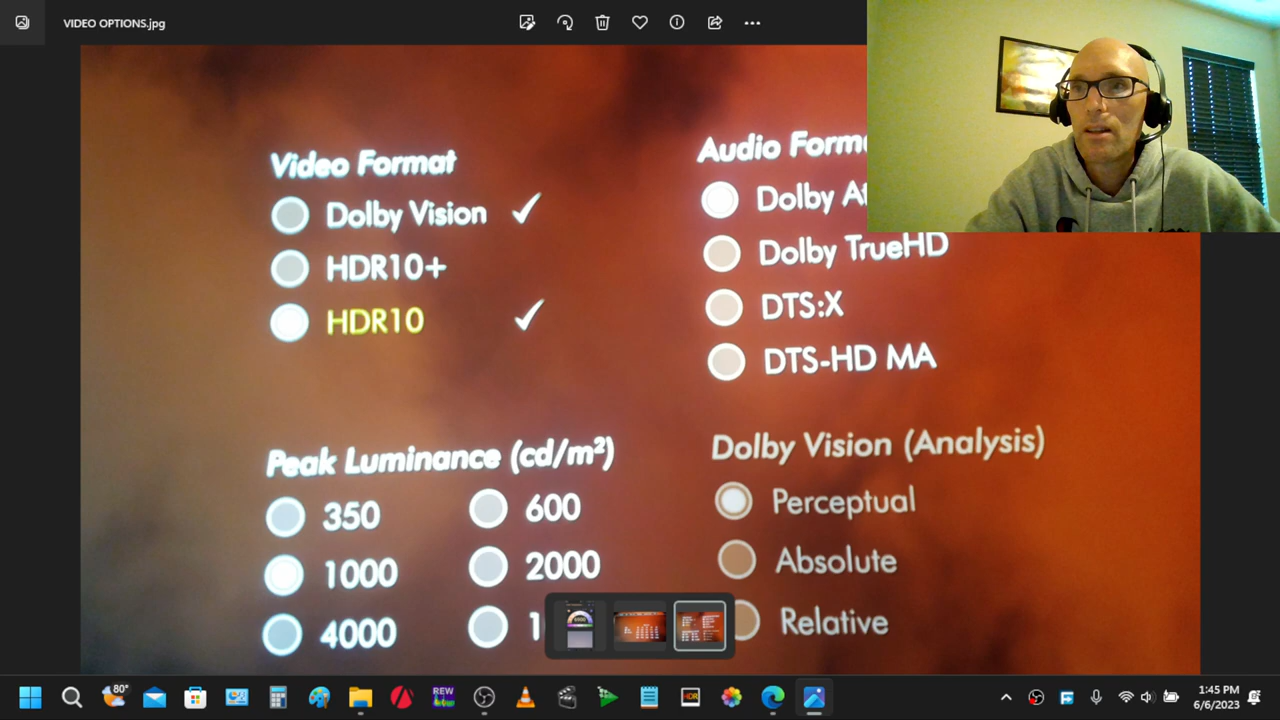 VIDEO OPTIONS.jpg
Video Format
Dolby Vision
HDR10+
HDR10
Audio
Dolby
Dolby TrueHD
DTS:X
DTS-HD MA
Peak Luminance (cd/m²)
350
600
1000
2000
4000
Dolby Vision (Analysis)
Perceptual
Absolute
Relative
80°
REW
HDR
1:45 PM
6/6/2023